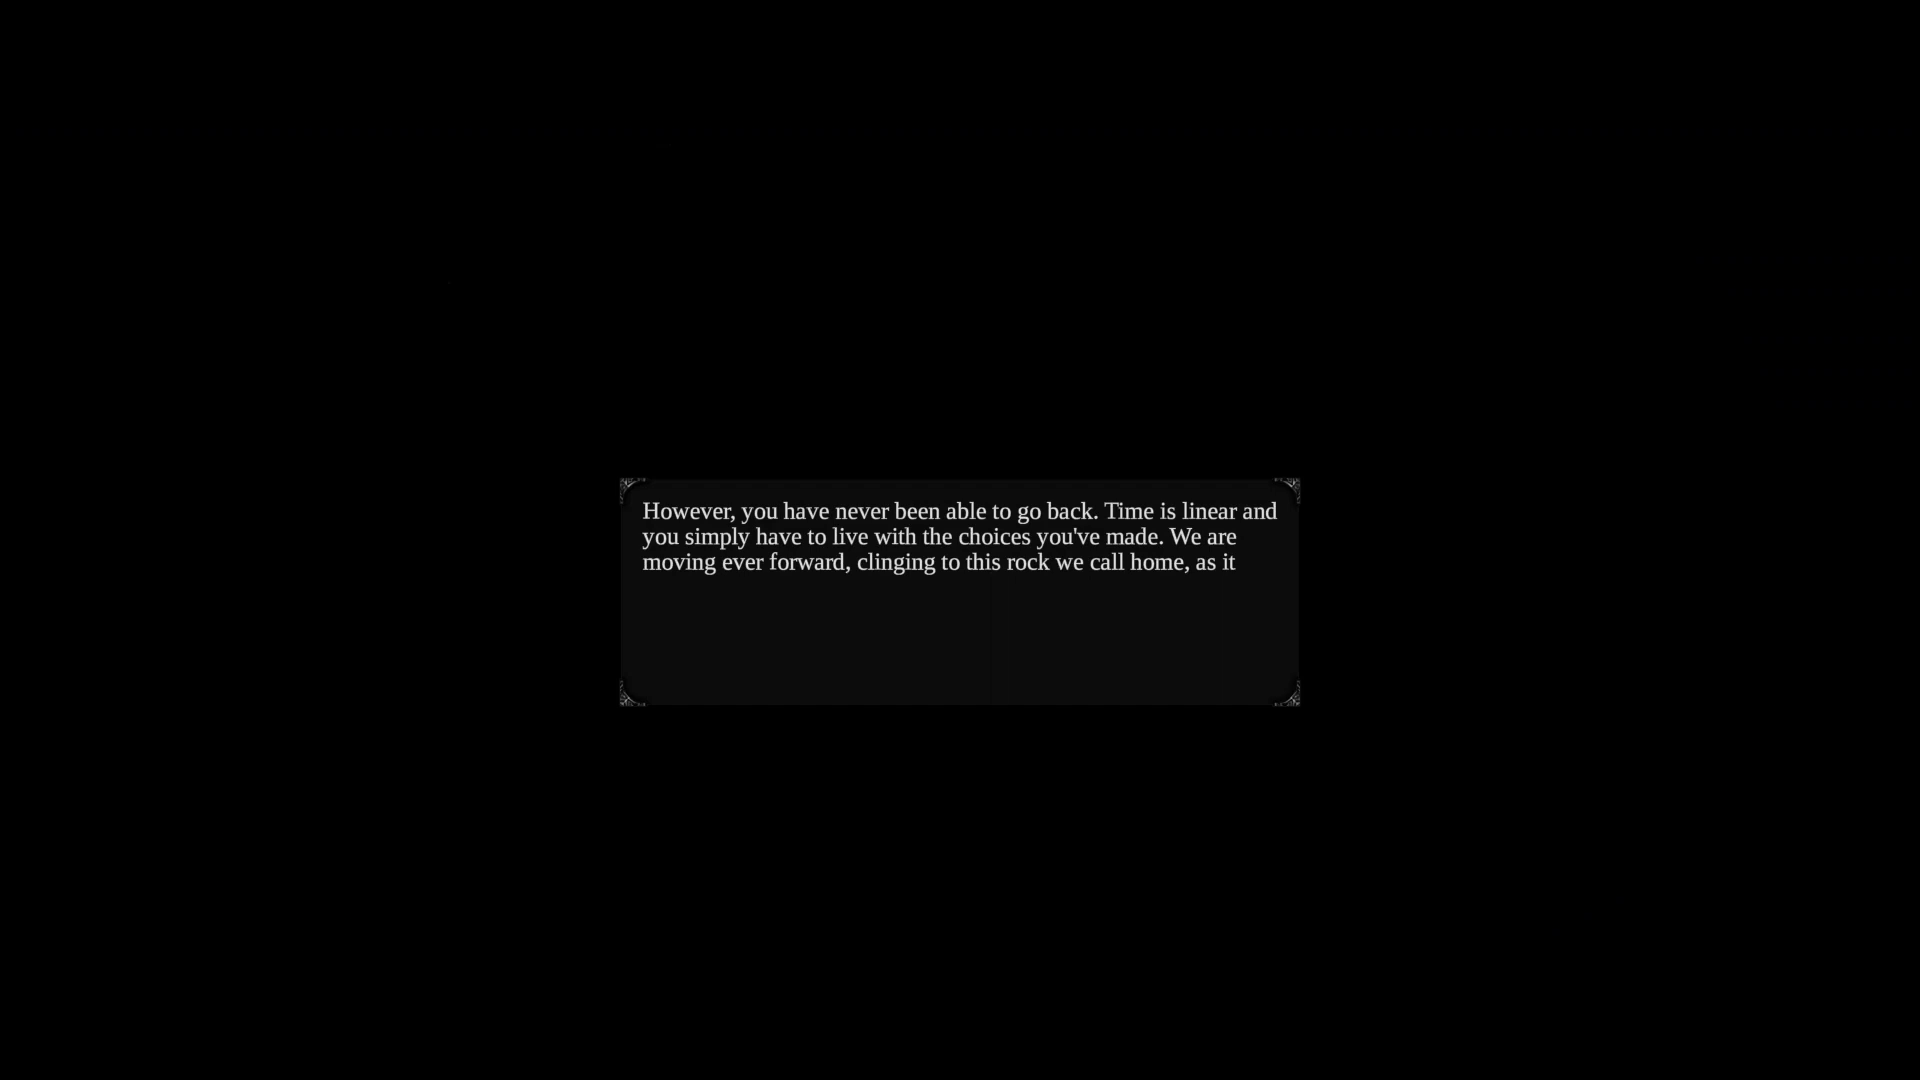 However, you have never been able to go back. Time is linear and
you simply have to live with the choices you've made. We are
moving ever forward, clinging to this rock we call home, as it